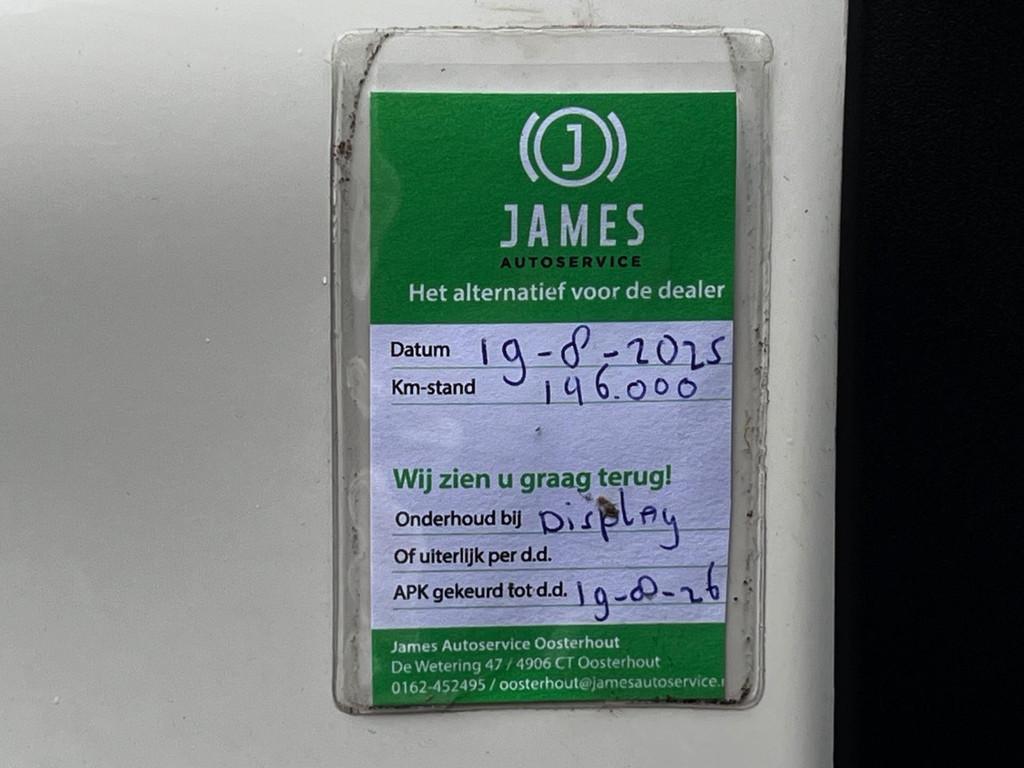 J
JAMES
AUTOSERVICE
Het alternatief voor de dealer
Datum 19-8-2025
Km-stand 146.000
Wij zien u graag terug!
Onderhoud bij Display
Of uiterlijk per d.d.
APK gekeurd tot d.d. 19-8-26
James Autoservice Oosterhout
De Wetering 47 / 4906 CT Oosterhout
0162-452495 / oosterhout@jamesautoservice.